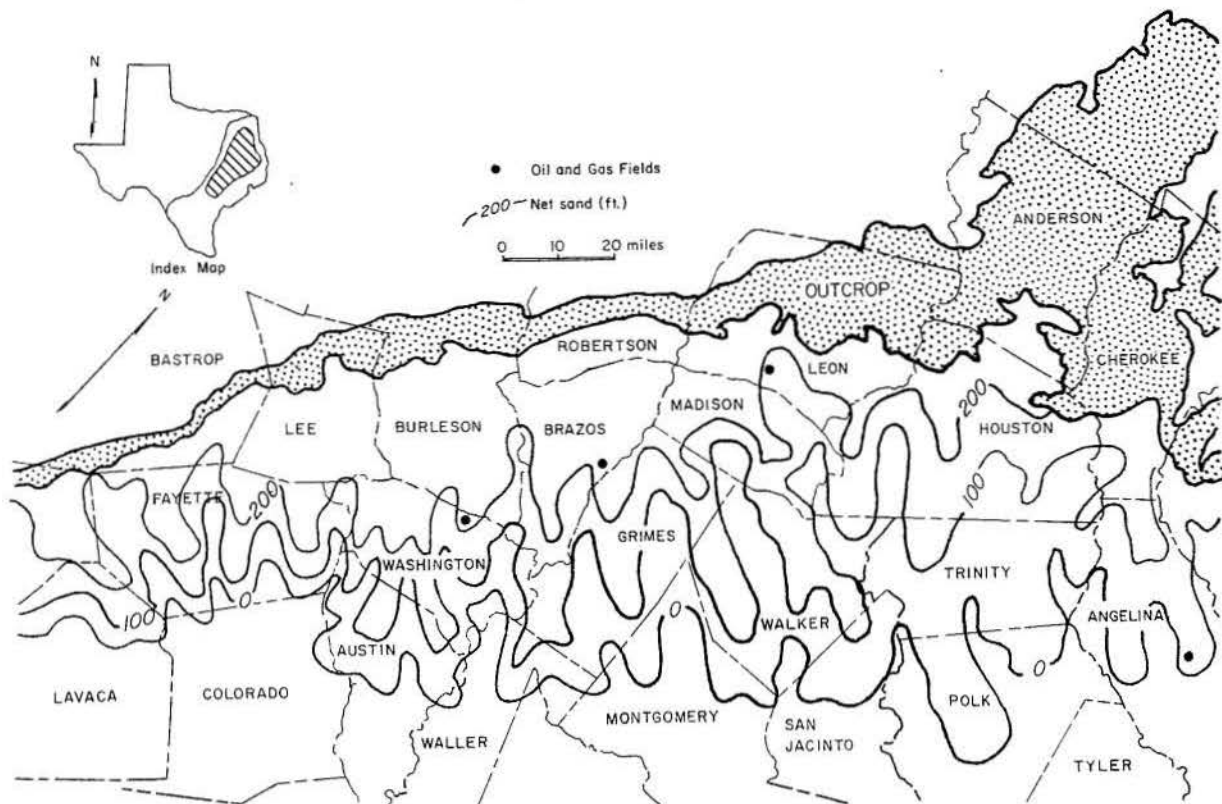 N
Index Map
N
● Oil and Gas Fields
200 Net sand (ft.)
0 10 20 miles
ANDERSON
OUTCROP
BASTROP
ROBERTSON
LEON
CHEROKEE
LEE
BURLESON
BRAZOS
MADISON
200
HOUSTON
FAYETTE
200
100
GRIMES
WASHINGTON
TRINITY
100
0
0
WALKER
ANGELINA
AUSTIN
0
LAVACA
COLORADO
POLK
MONTGOMERY
SAN
JACINTO
WALLER
TYLER